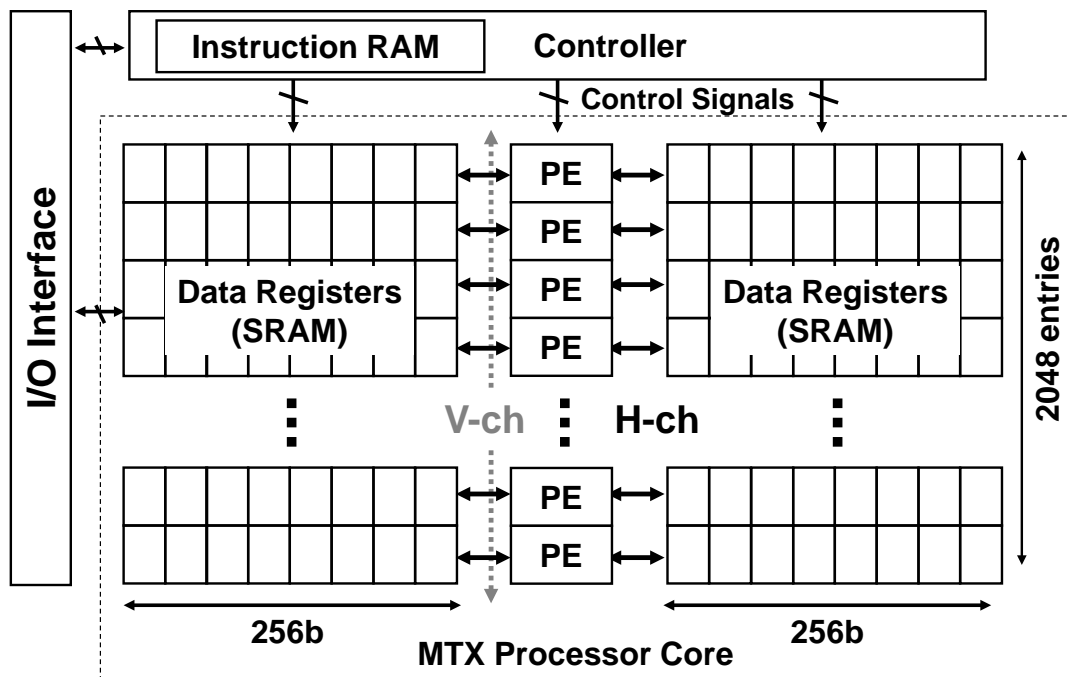 Instruction RAM
Controller
Control Signals
I/O Interface
PE
PE
PE
PE
Data Registers
(SRAM)
Data Registers
(SRAM)
2048 entries
V-ch
H-ch
PE
PE
256b
256b
MTX Processor Core